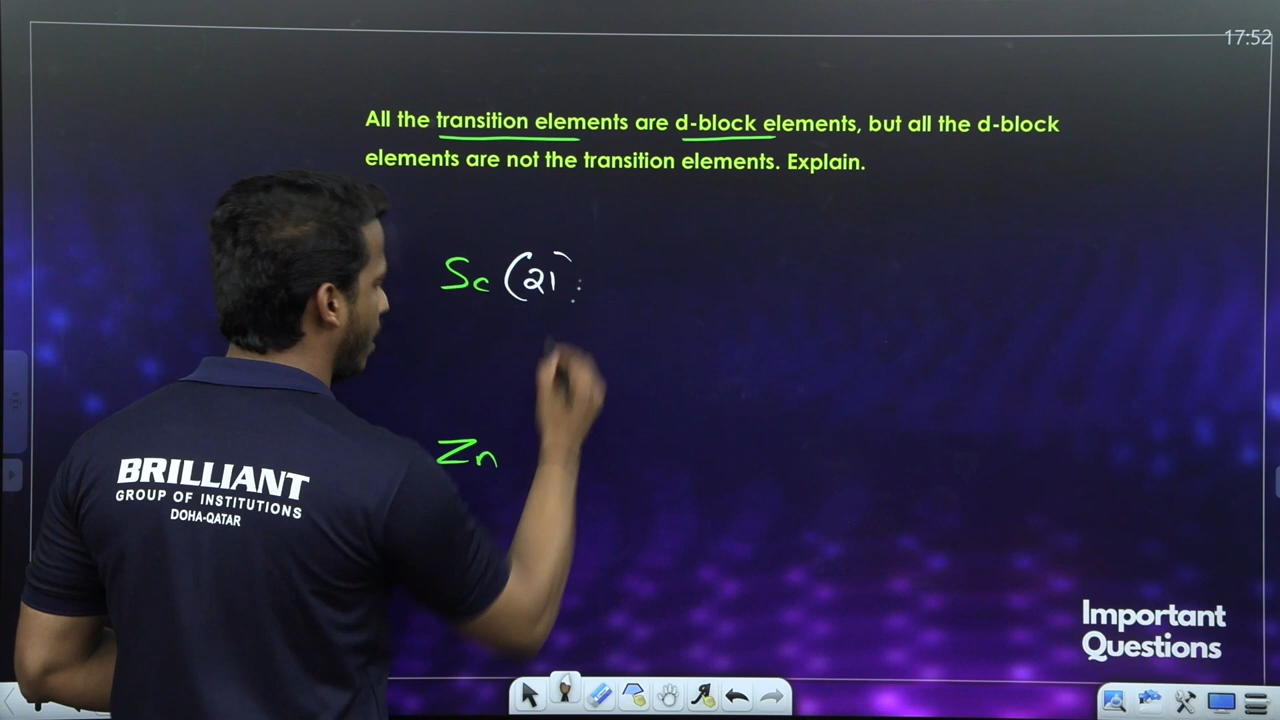 17:52
All the transition elements are d-block elements, but all the d-block
elements are not the transition elements. Explain.
Sc (21) :
Zn
BRILLIANT
GROUP OF INSTITUTIONS
DOHA-QATAR
Important
Questions